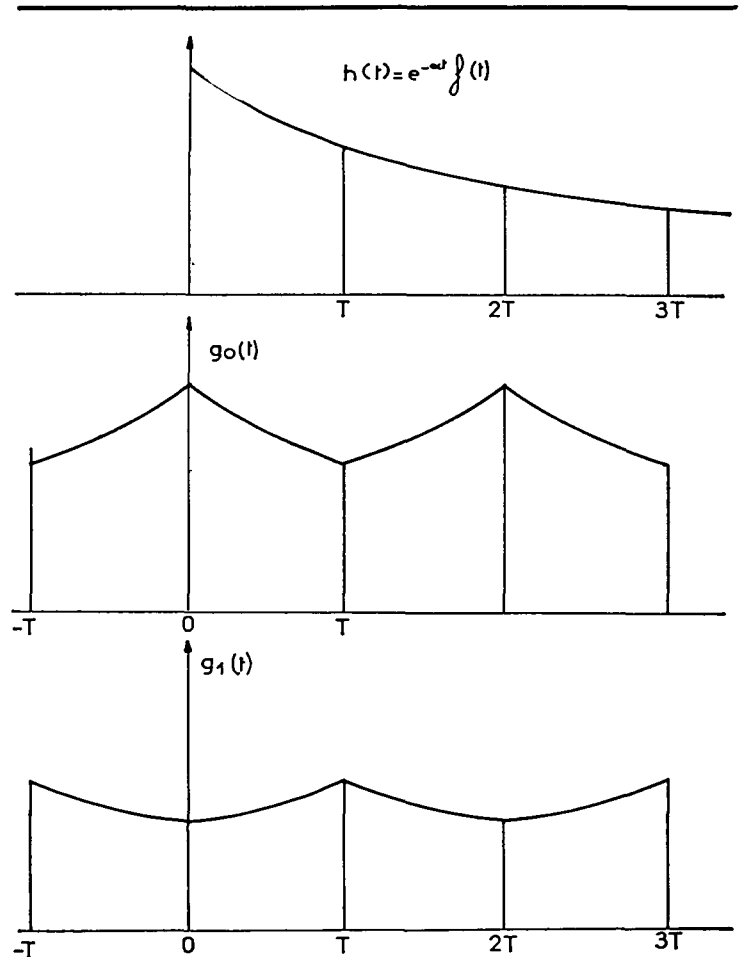 h(t)=e^{-αt} f(t)
T 2T 3T
g₀(t)
-T 0 T
g₁(t)
-T 0 T 2T 3T